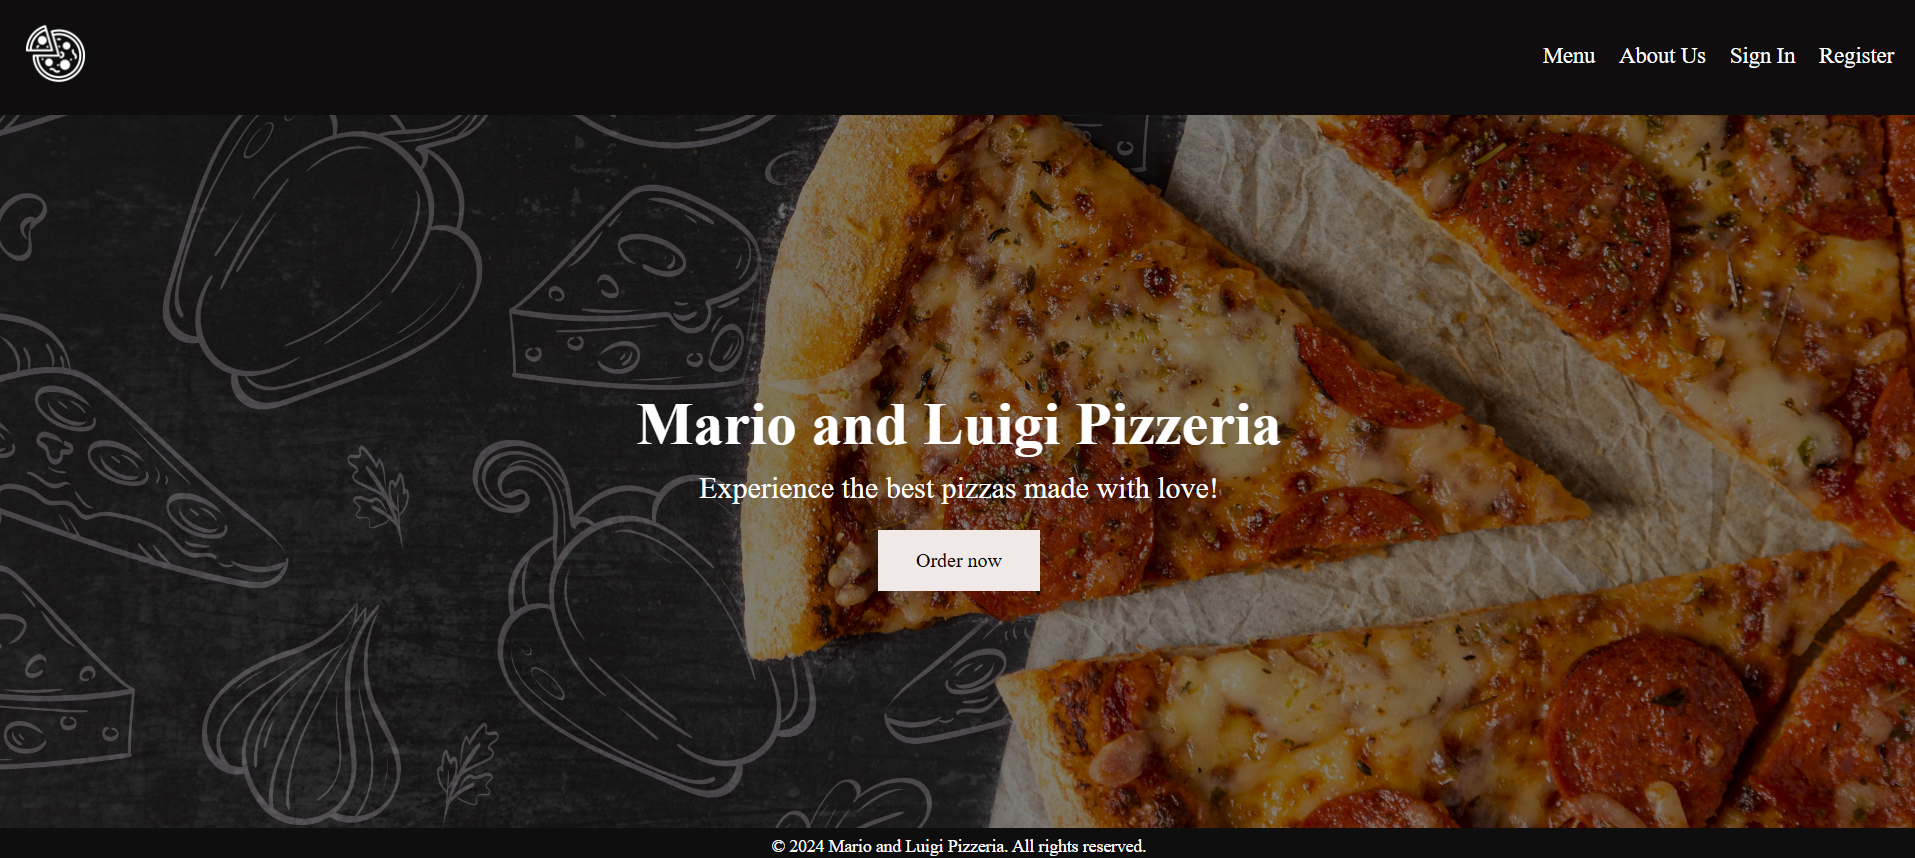 Menu About Us Sign In Register
Mario and Luigi Pizzeria
Experience the best pizzas made with love!
Order now
© 2024 Mario and Luigi Pizzeria. All rights reserved.